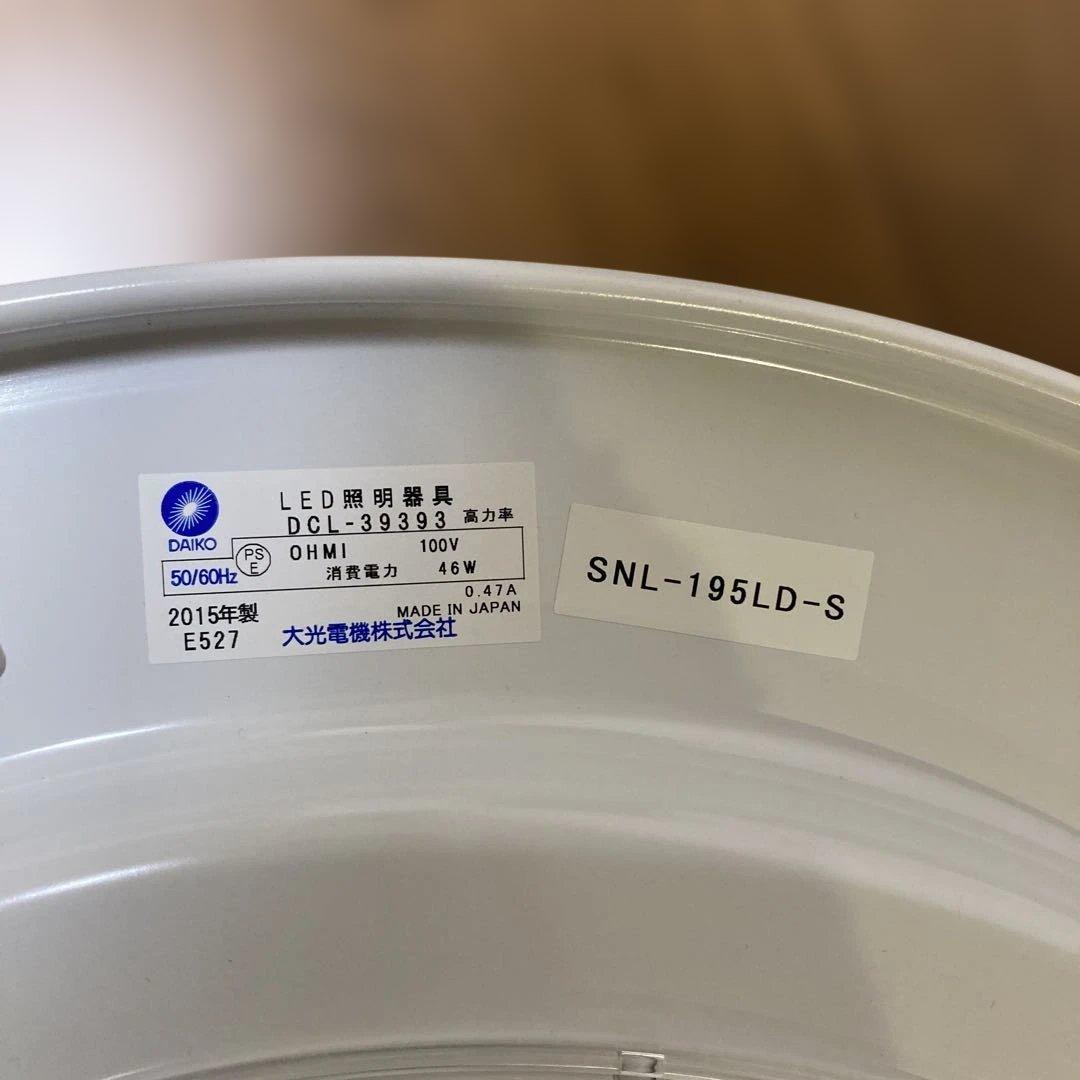 LED照明器具
DCL-39393 高力率
DAIKO
PS
E
OHMI 100V
50/60Hz
消費電力 46W
0.47A
2015年製
MADE IN JAPAN
E527
大光電機株式会社
SNL-195LD-S